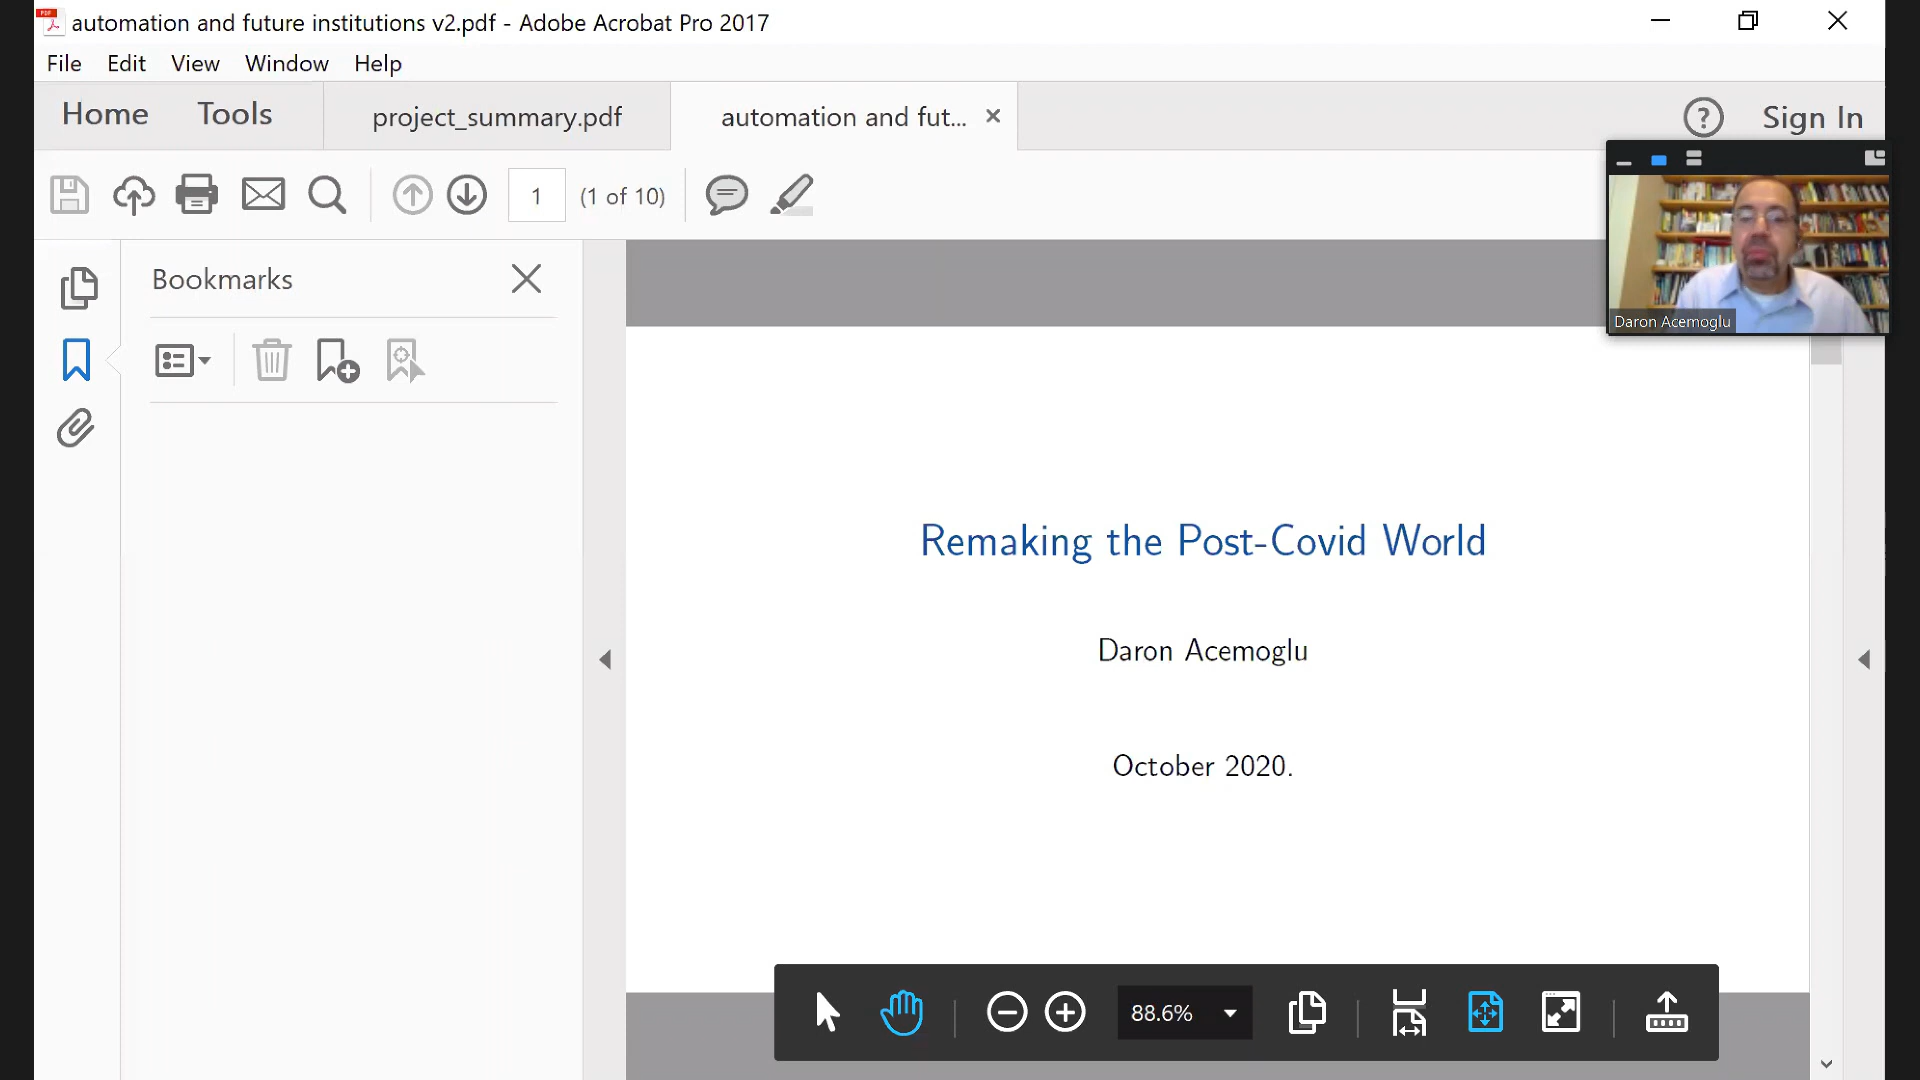 automation and future institutions v2.pdf - Adobe Acrobat Pro 2017
File Edit View Window Help
Home Tools project_summary.pdf automation and fut... Sign In
1 (1 of 10)
Bookmarks
Daron Acemoglu
Remaking the Post-Covid World
Daron Acemoglu
October 2020.
88.6%